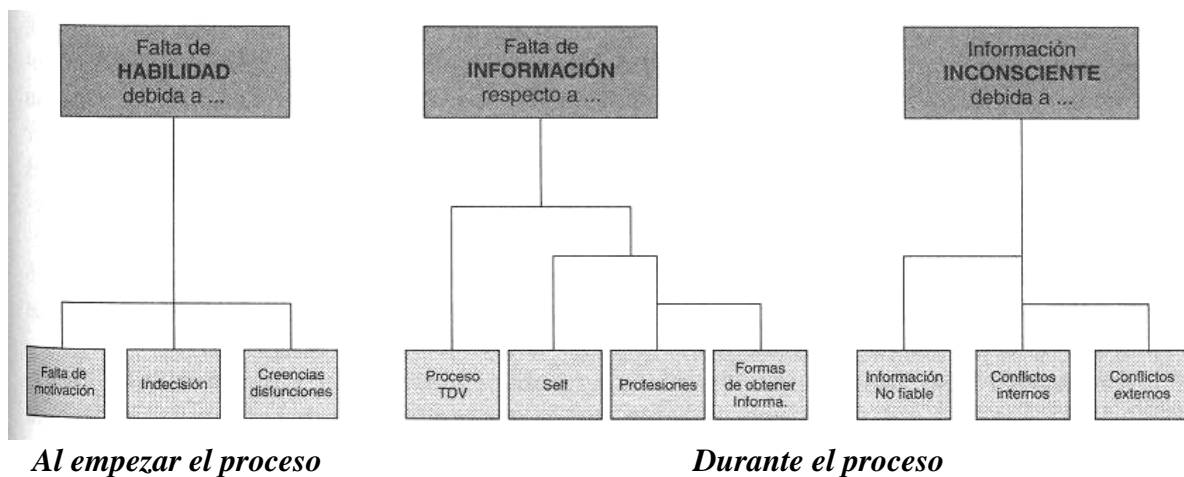 Falta de
HABILIDAD
debida a ...
Falta de
INFORMACIÓN
respecto a ...
Información
INCONSCIENTE
debida a ...
Falta de
motivación
Indecisión
Creencias
disfunciones
Proceso
TDV
Self
Profesiones
Formas
de obtener
Informa.
Información
No fiable
Conflictos
internos
Conflictos
externos
Al empezar el proceso
Durante el proceso